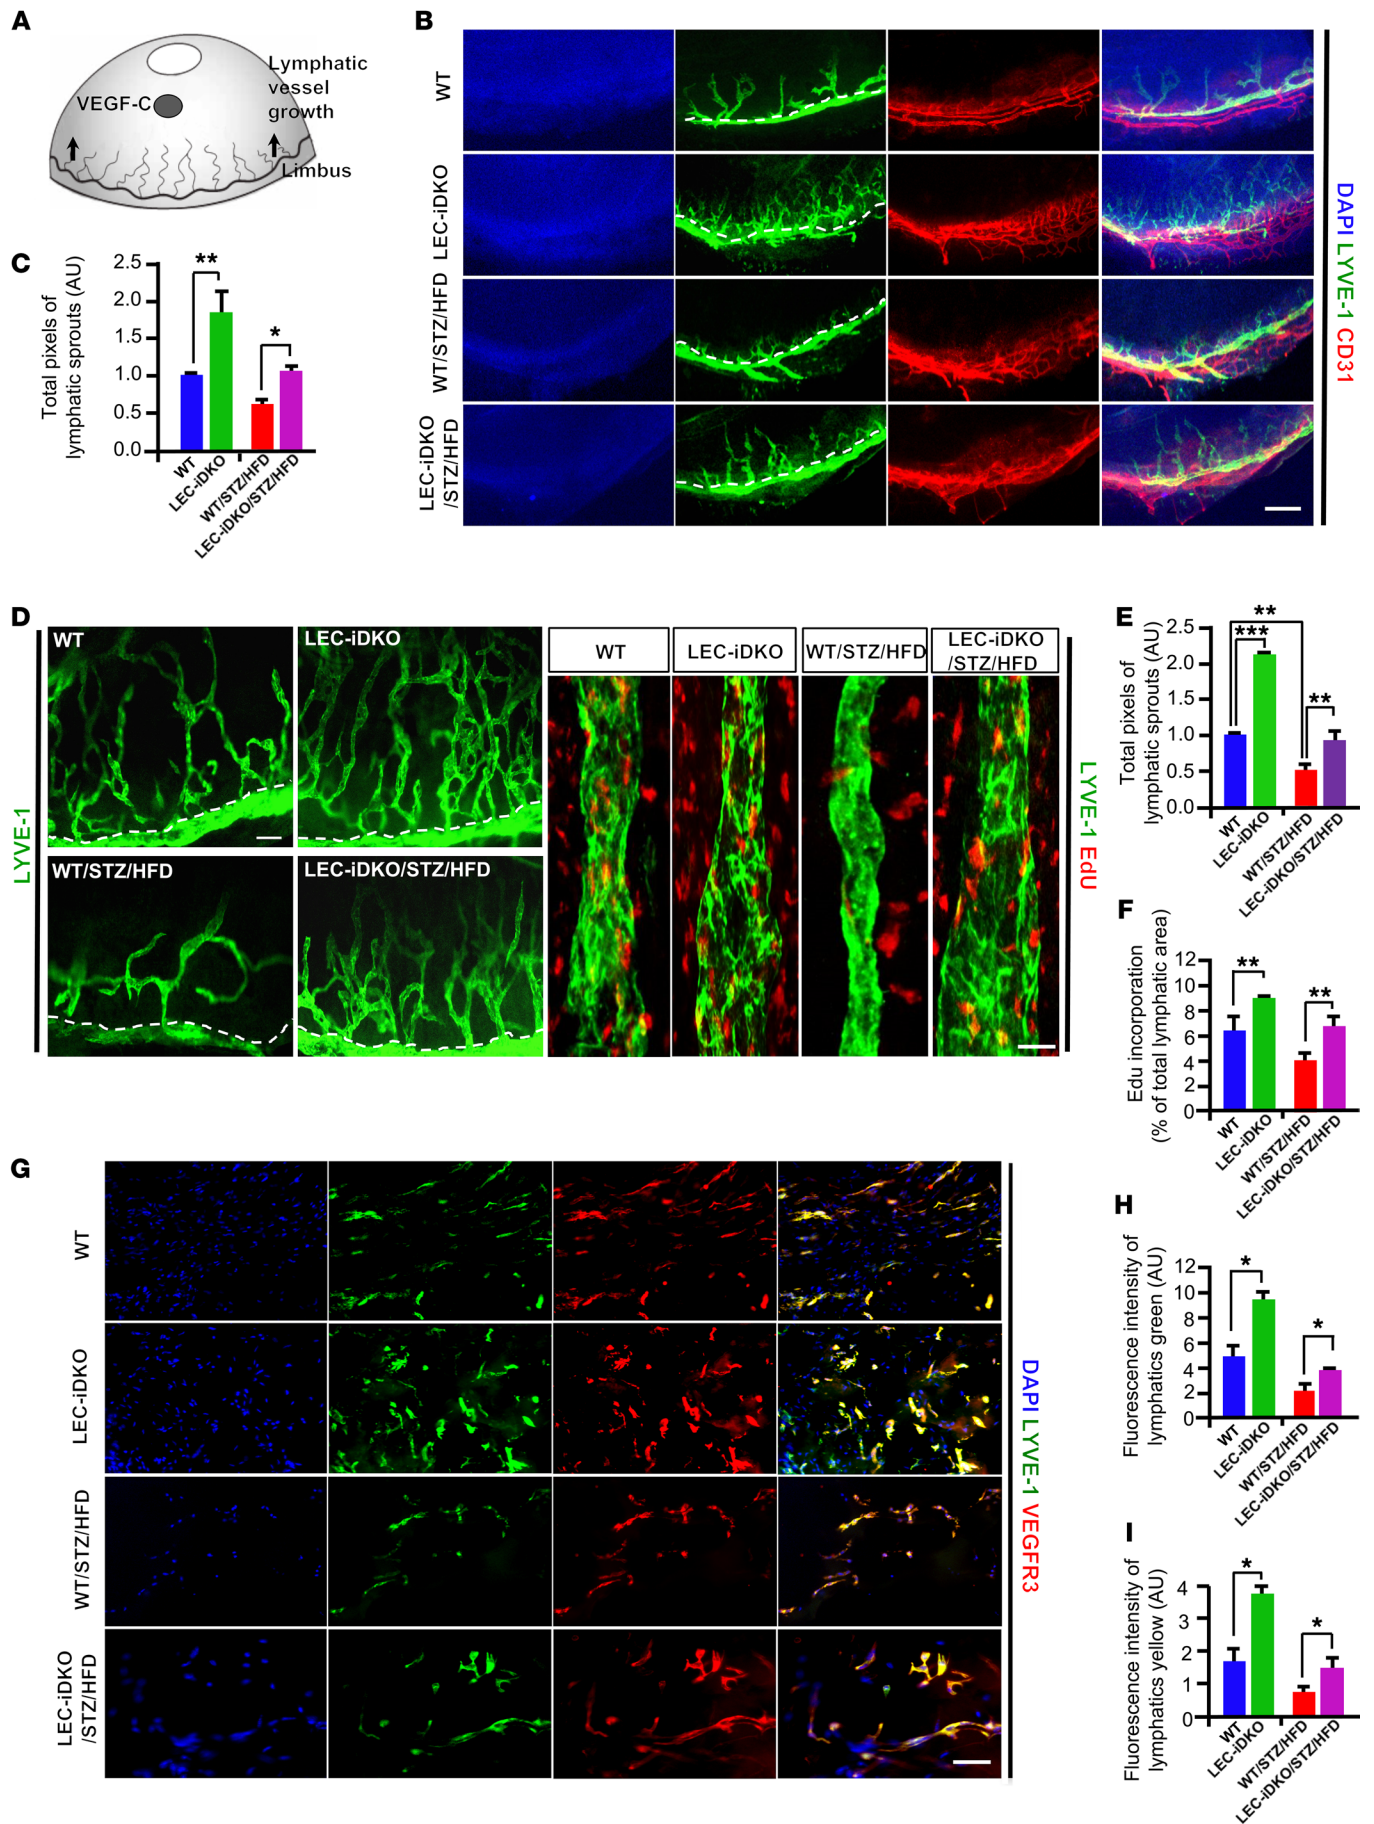 A
VEGF-C
Lymphatic
vessel
growth
Limbus
B
WT
LEC-iDKO
WT/STZ/HFD
LEC-iDKO
/STZ/HFD
DAPI LYVE-1 CD31
C
Total pixels of
lymphatic sprouts (AU)
2.5
2.0
1.5
1.0
0.5
0.0
**
*
WT
LEC-iDKO
WT/STZ/HFD
LEC-iDKO/STZ/HFD
D
LYVE-1
WT
LEC-iDKO
WT/STZ/HFD
LEC-iDKO/STZ/HFD
WT
LEC-iDKO
WT/STZ/HFD
LEC-iDKO
/STZ/HFD
LYVE-1 EdU
E
Total pixels of
lymphatic sprouts (AU)
2.5
2.0
1.5
1.0
0.5
0.0
**
***
**
WT
LEC-iDKO
WT/STZ/HFD
LEC-iDKO/STZ/HFD
F
Edu incorporation
(% of total lymphatic area)
12
10
8
6
4
2
0
**
**
WT
LEC-iDKO
WT/STZ/HFD
LEC-iDKO/STZ/HFD
G
WT
LEC-iDKO
WT/STZ/HFD
LEC-iDKO
/STZ/HFD
DAPI LYVE-1 VEGFR3
H
Fluorescence intensity of
lymphatics green (AU)
12
10
8
6
4
2
0
*
*
WT
LEC-iDKO
WT/STZ/HFD
LEC-iDKO/STZ/HFD
I
Fluorescence intensity of
lymphatics yellow (AU)
4
3
2
1
0
*
*
WT
LEC-iDKO
WT/STZ/HFD
LEC-iDKO/STZ/HFD